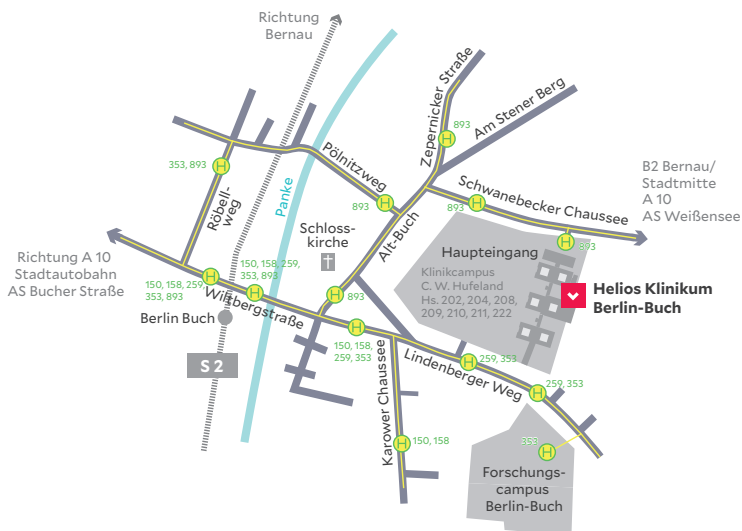 Richtung
Bernau
Zepernicker Straße
Am Stener Berg
893
353, 893
Pölnitzweg
B2 Bernau/
Stadtmitte
A 10
AS Weißensee
Röbell-
weg
Panke
893
893
Schwanebecker Chaussee
Schloss-
kirche
Alt-Buch
Haupteingang
893
Richtung A 10
Stadtautobahn
AS Bucher Straße
150, 158, 259,
353, 893
150, 158, 259,
353, 893
Klinikcampus
C. W. Hufeland
Hs. 202, 204, 208,
209, 210, 211, 222
Helios Klinikum
Berlin-Buch
893
Wiltbergstraße
Berlin Buch
150, 158,
259, 353
S 2
Lindenberger Weg
259, 353
259, 353
Karower Chaussee
150, 158
353
Forschungs-
campus
Berlin-Buch
H
H
H
H
H
H
H
H
H
H
H
H
H